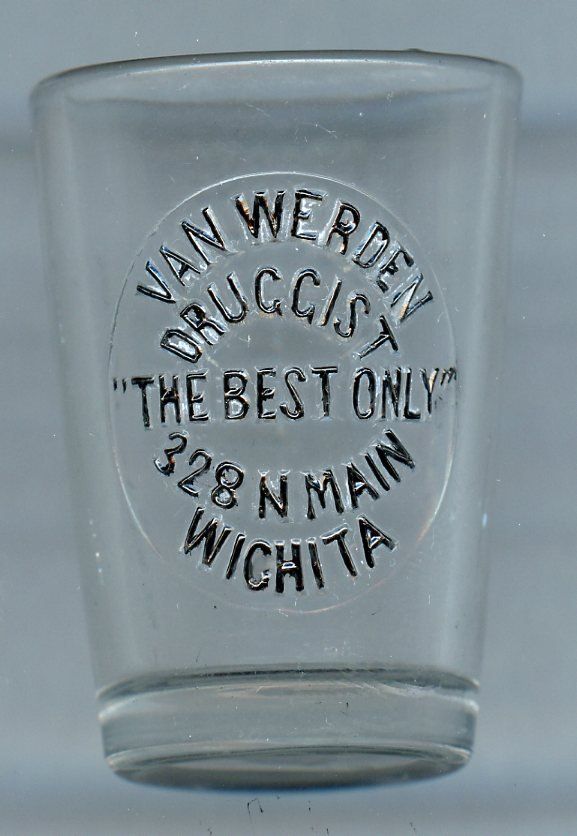 VAN WERDEN
DRUGGIST
"THE BEST ONLY"
328 N MAIN
WICHITA